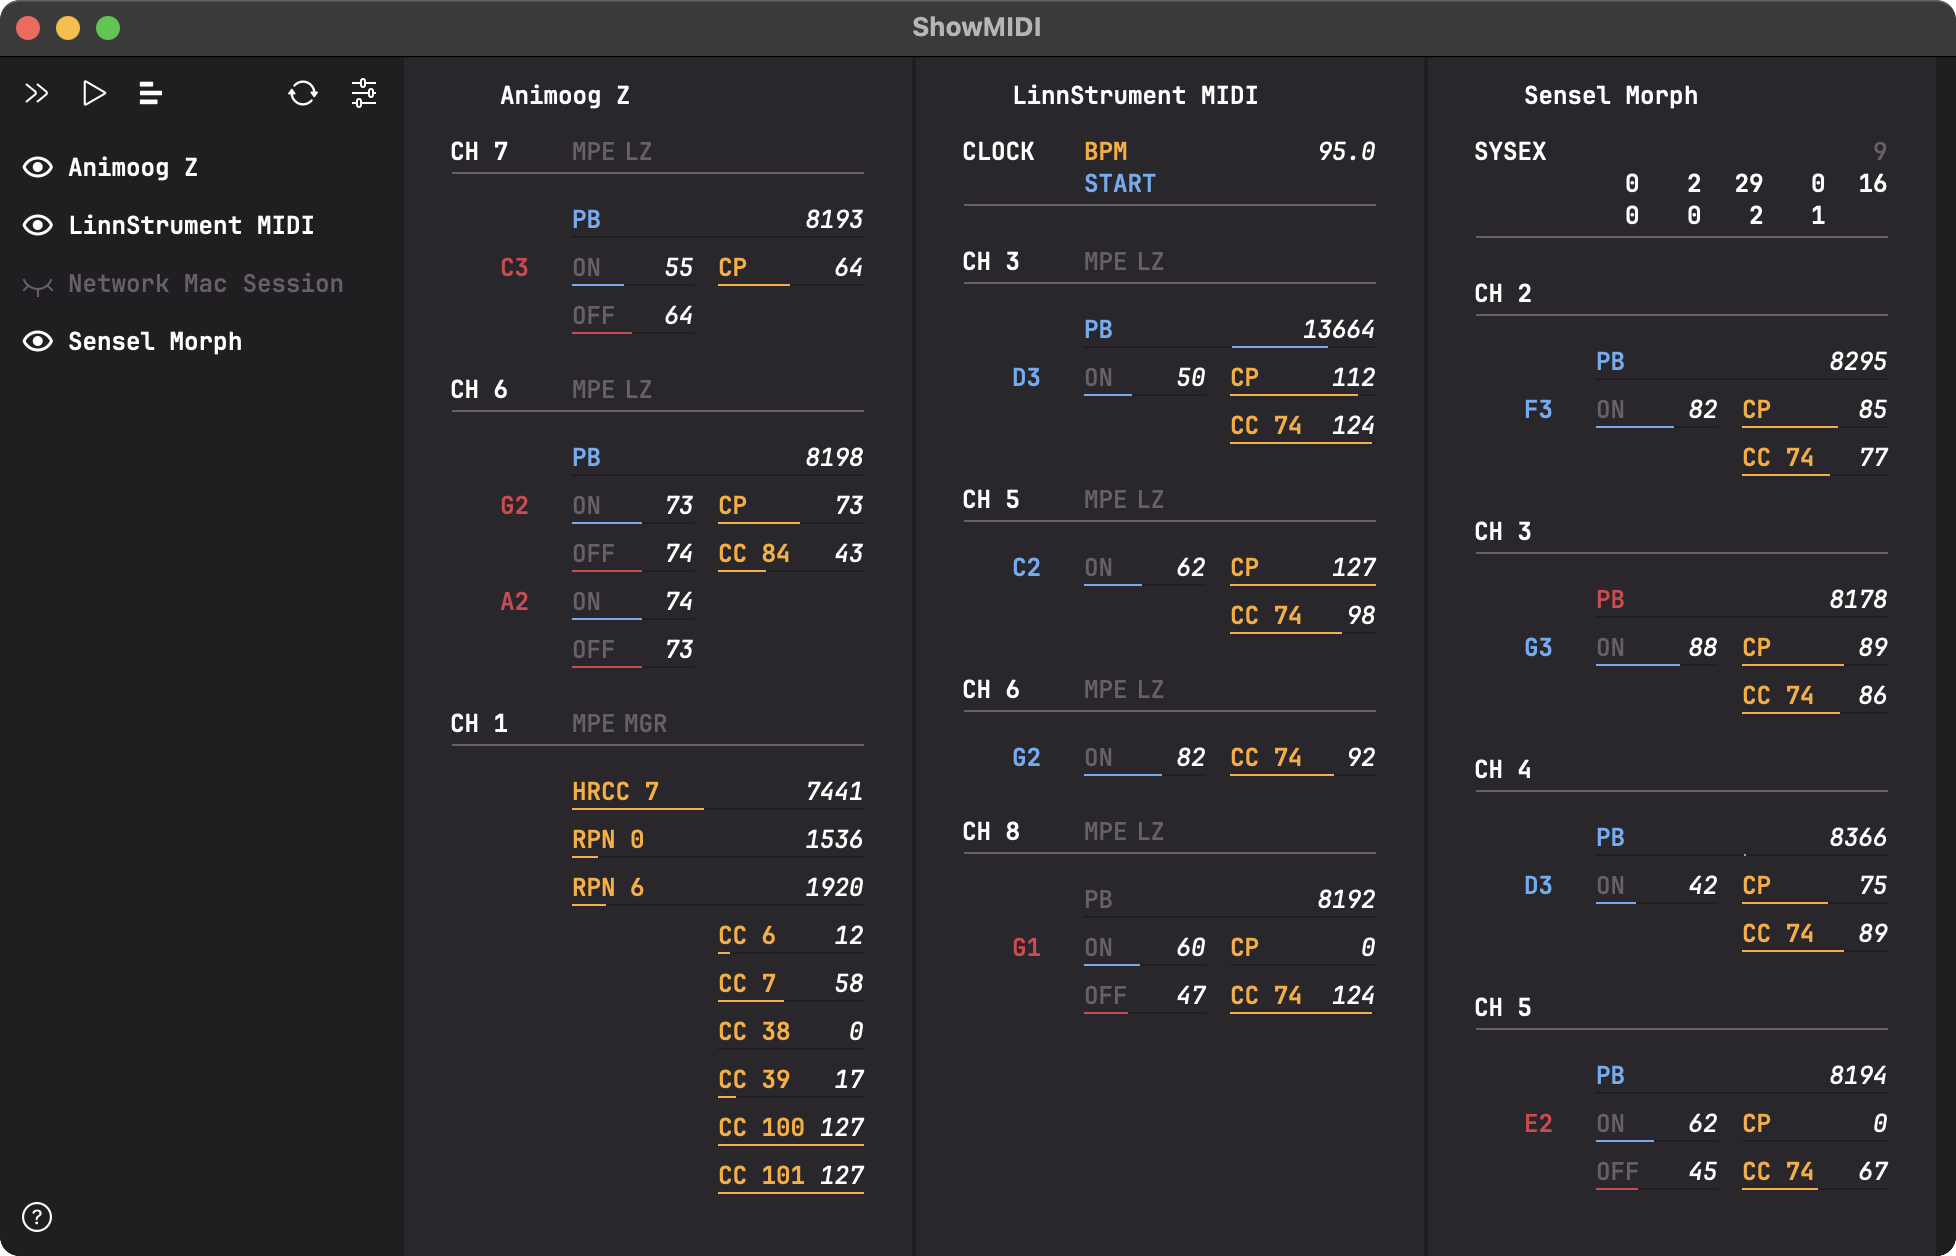 ShowMIDI
Animoog Z
LinnStrument MIDI
Network Mac Session
Sensel Morph
?
Animoog Z
CH 7 MPE LZ
PB 8193
C3 ON 55 CP 64
OFF 64
CH 6 MPE LZ
PB 8198
G2 ON 73 CP 73
OFF 74 CC 84 43
A2 ON 74
OFF 73
CH 1 MPE MGR
HRCC 7 7441
RPN 0 1536
RPN 6 1920
CC 6 12
CC 7 58
CC 38 0
CC 39 17
CC 100 127
CC 101 127
LinnStrument MIDI
CLOCK BPM 95.0
START
CH 3 MPE LZ
PB 13664
D3 ON 50 CP 112
CC 74 124
CH 5 MPE LZ
C2 ON 62 CP 127
CC 74 98
CH 6 MPE LZ
G2 ON 82 CC 74 92
CH 8 MPE LZ
PB 8192
G1 ON 60 CP 0
OFF 47 CC 74 124
Sensel Morph
SYSEX 9
0 2 29 0 16
0 0 2 1
CH 2
PB 8295
F3 ON 82 CP 85
CC 74 77
CH 3
PB 8178
G3 ON 88 CP 89
CC 74 86
CH 4
PB 8366
D3 ON 42 CP 75
CC 74 89
CH 5
PB 8194
E2 ON 62 CP 0
OFF 45 CC 74 67